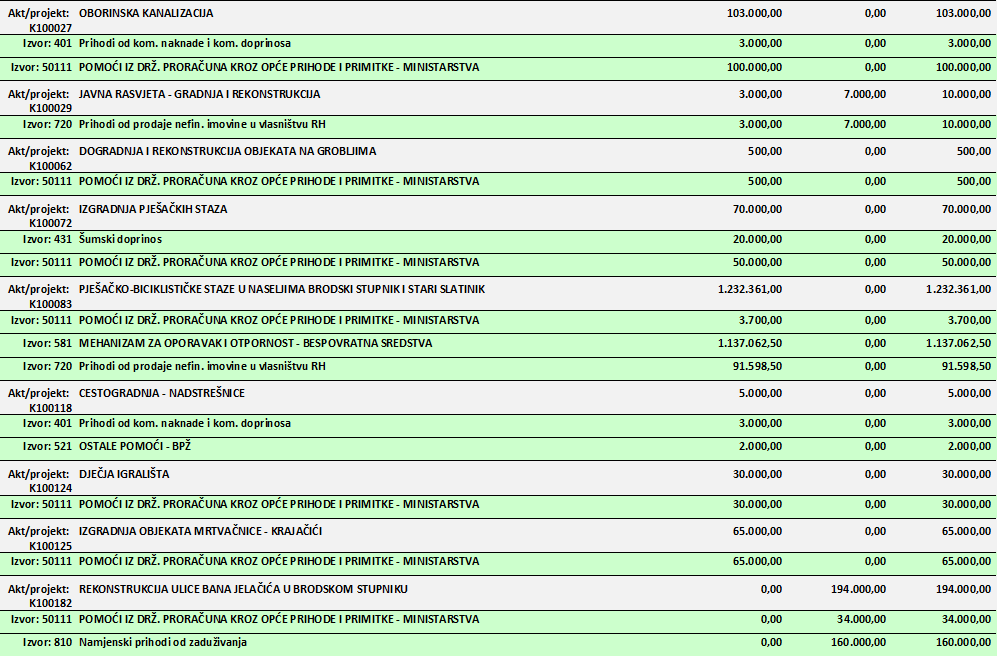 Akt/projekt: OBORINSKA KANALIZACIJA 103.000,00 0,00 103.000,00
K100027
Izvor: 401 Prihodi od kom. naknade i kom. doprinosa 3.000,00 0,00 3.000,00
Izvor: 50111 POMOĆI IZ DRŽ. PRORAČUNA KROZ OPĆE PRIHODE I PRIMITKE - MINISTARSTVA 100.000,00 0,00 100.000,00
Akt/projekt: JAVNA RASVJETA - GRADNJA I REKONSTRUKCIJA 3.000,00 7.000,00 10.000,00
K100029
Izvor: 720 Prihodi od prodaje nefin. imovine u vlasništvu RH 3.000,00 7.000,00 10.000,00
Akt/projekt: DOGRADNJA I REKONSTRUKCIJA OBJEKATA NA GROBLJIMA 500,00 0,00 500,00
K100062
Izvor: 50111 POMOĆI IZ DRŽ. PRORAČUNA KROZ OPĆE PRIHODE I PRIMITKE - MINISTARSTVA 500,00 0,00 500,00
Akt/projekt: IZGRADNJA PJEŠAČKIH STAZA 70.000,00 0,00 70.000,00
K100072
Izvor: 431 Šumski doprinos 20.000,00 0,00 20.000,00
Izvor: 50111 POMOĆI IZ DRŽ. PRORAČUNA KROZ OPĆE PRIHODE I PRIMITKE - MINISTARSTVA 50.000,00 0,00 50.000,00
Akt/projekt: PJEŠAČKO-BICIKLISTIČKE STAZE U NASELJIMA BRODSKI STUPNIK I STARI SLATINIK 1.232.361,00 0,00 1.232.361,00
K100083
Izvor: 50111 POMOĆI IZ DRŽ. PRORAČUNA KROZ OPĆE PRIHODE I PRIMITKE - MINISTARSTVA 3.700,00 0,00 3.700,00
Izvor: 581 MEHANIZAM ZA OPORAVAK I OTPORNOST - BESPOVRATNA SREDSTVA 1.137.062,50 0,00 1.137.062,50
Izvor: 720 Prihodi od prodaje nefin. imovine u vlasništvu RH 91.598,50 0,00 91.598,50
Akt/projekt: CESTOGRADNJA - NADSTREŠNICE 5.000,00 0,00 5.000,00
K100118
Izvor: 401 Prihodi od kom. naknade i kom. doprinosa 3.000,00 0,00 3.000,00
Izvor: 521 OSTALE POMOĆI - BPŽ 2.000,00 0,00 2.000,00
Akt/projekt: DJEČJA IGRALIŠTA 30.000,00 0,00 30.000,00
K100124
Izvor: 50111 POMOĆI IZ DRŽ. PRORAČUNA KROZ OPĆE PRIHODE I PRIMITKE - MINISTARSTVA 30.000,00 0,00 30.000,00
Akt/projekt: IZGRADNJA OBJEKATA MRTVAČNICE - KRAJAČIĆI 65.000,00 0,00 65.000,00
K100125
Izvor: 50111 POMOĆI IZ DRŽ. PRORAČUNA KROZ OPĆE PRIHODE I PRIMITKE - MINISTARSTVA 65.000,00 0,00 65.000,00
Akt/projekt: REKONSTRUKCIJA ULICE BANA JELAČIĆA U BRODSKOM STUPNIKU 0,00 194.000,00 194.000,00
K100182
Izvor: 50111 POMOĆI IZ DRŽ. PRORAČUNA KROZ OPĆE PRIHODE I PRIMITKE - MINISTARSTVA 0,00 34.000,00 34.000,00
Izvor: 810 Namjenski prihodi od zaduživanja 0,00 160.000,00 160.000,00